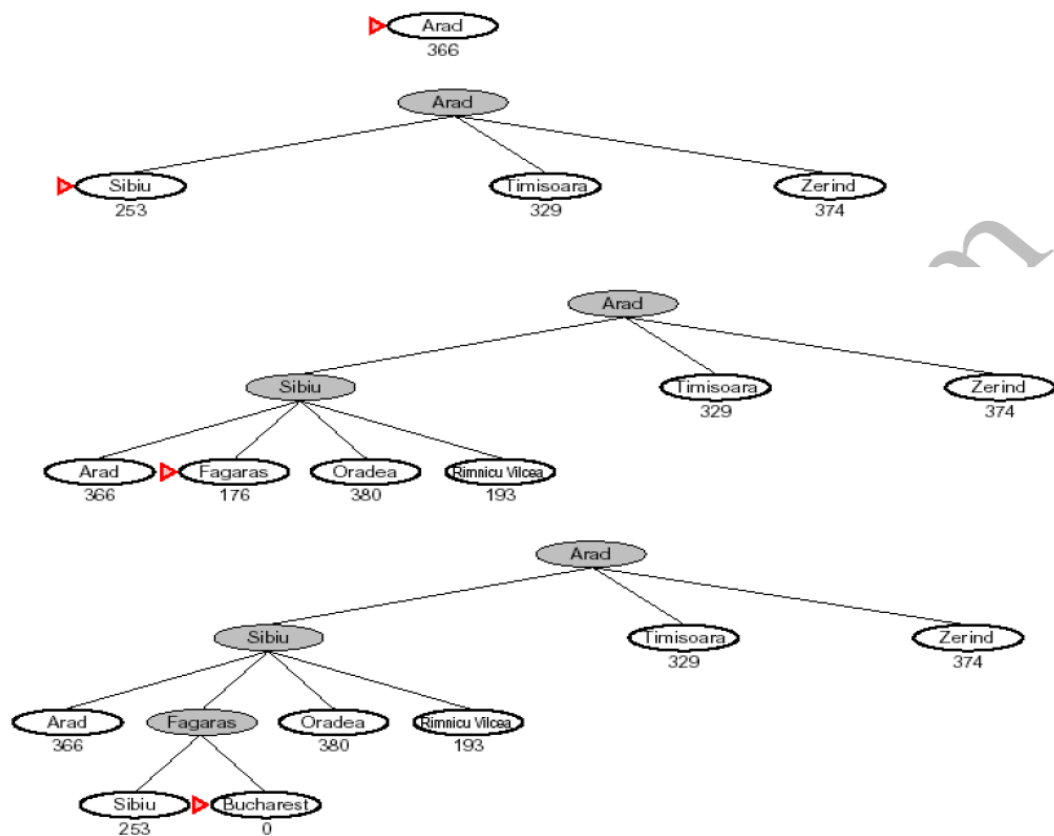 Arad
366
Arad
Sibiu Timisoara Zerind
253 329 374
Arad
Sibiu Timisoara Zerind
329 374
Arad Fagaras Oradea Rimnicu Vilcea
366 176 380 193
Arad
Sibiu Timisoara Zerind
329 374
Arad Fagaras Oradea Rimnicu Vilcea
366 380 193
Sibiu Bucharest
253 0